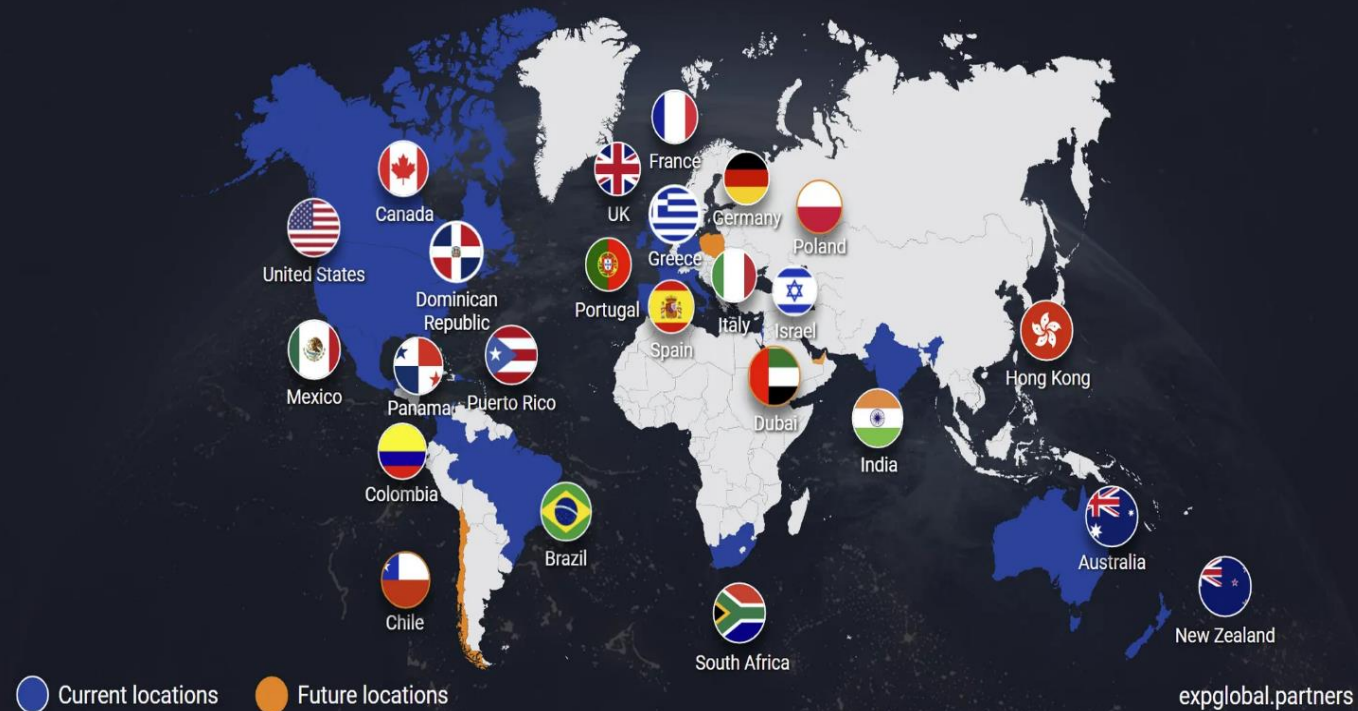 France
UK
Germany
Canada
Greece
Poland
United States
Dominican
Republic
Portugal
Italy
Israel
Spain
Hong Kong
Mexico
Panama
Puerto Rico
Dubai
India
Colombia
Brazil
Australia
Chile
New Zealand
South Africa
Current locations
Future locations
expglobal.partners